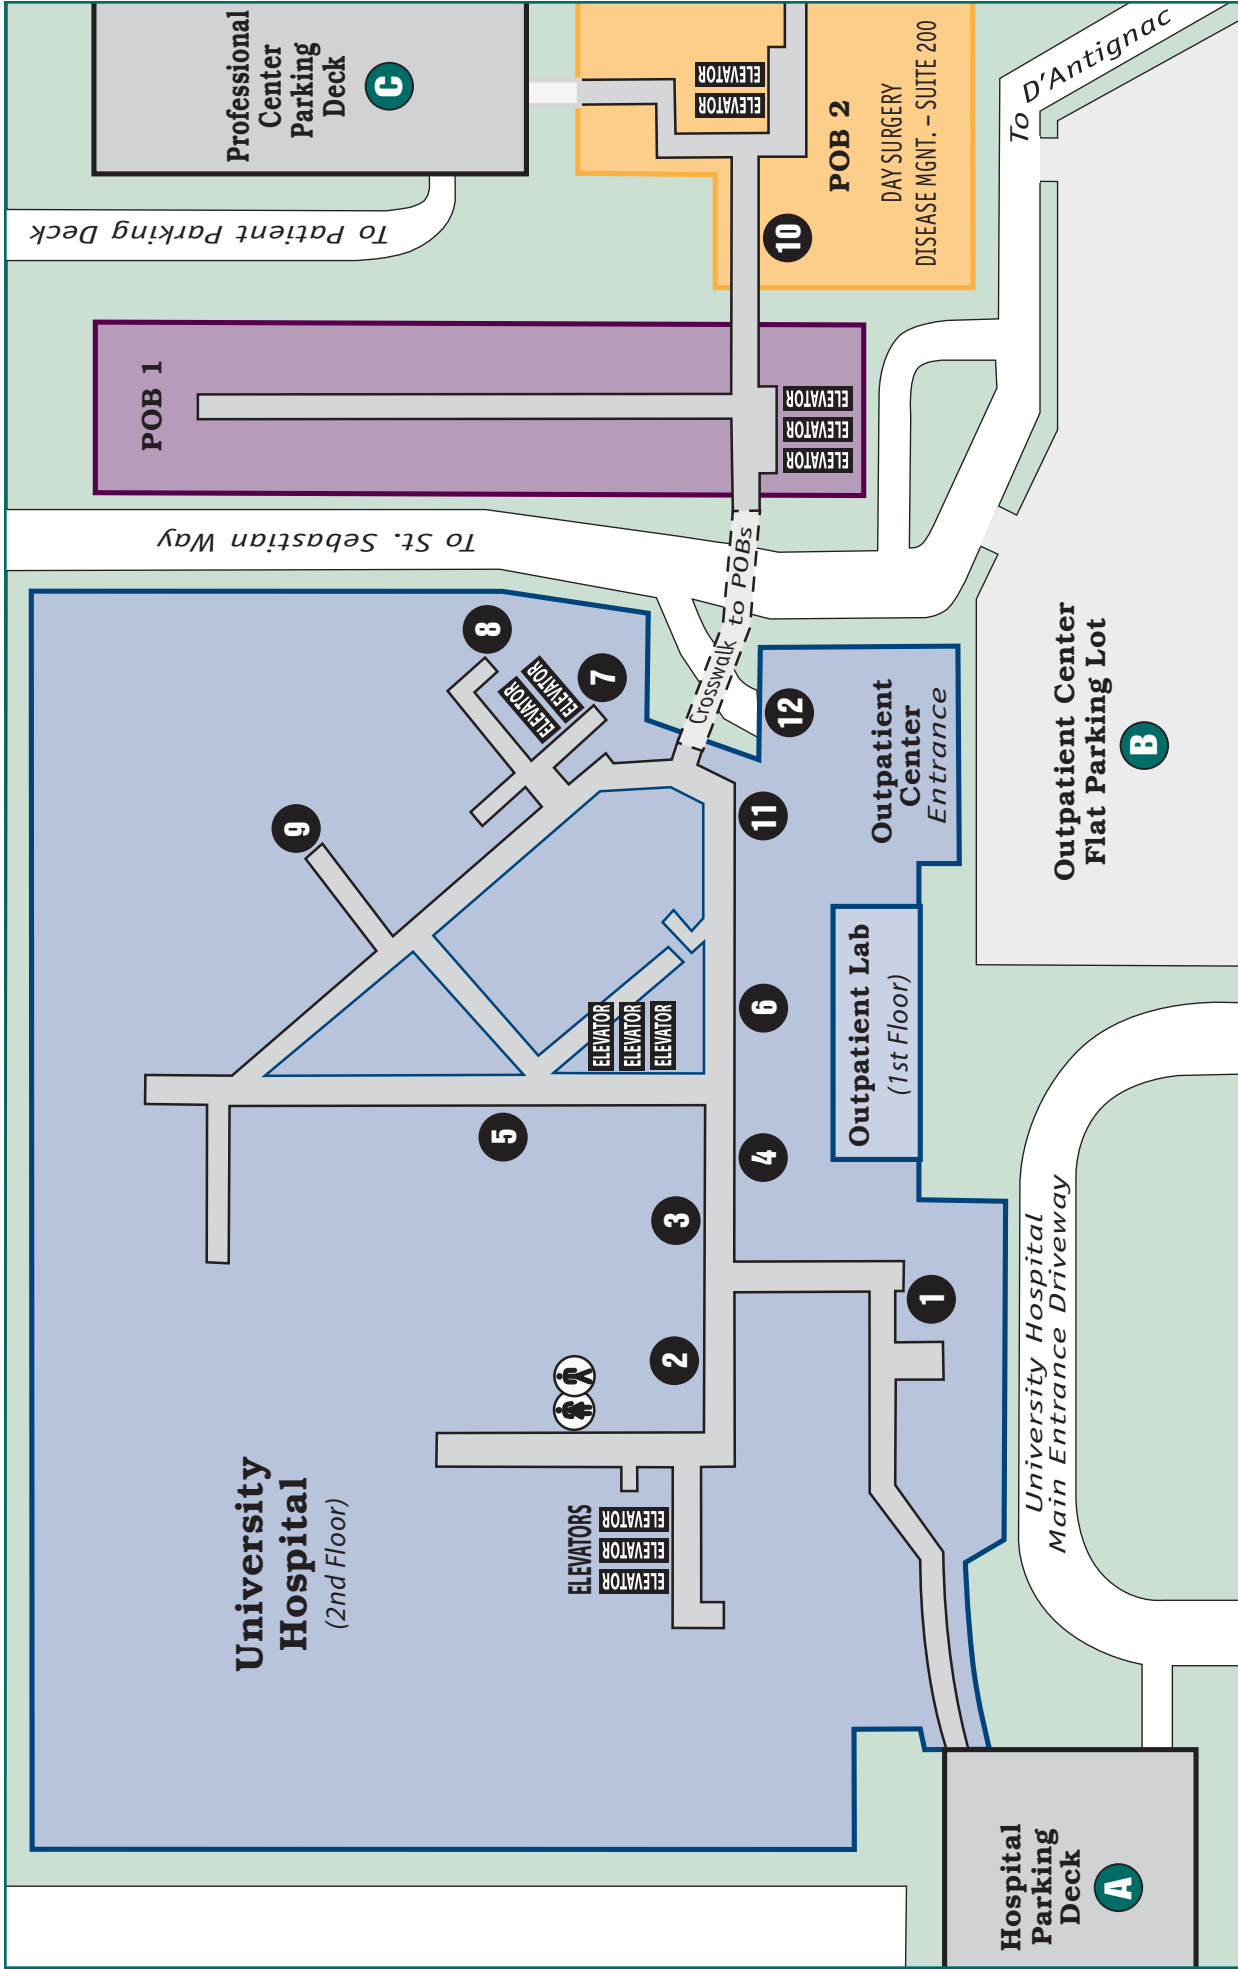 University
Hospital
(2nd Floor)
ELEVATORS
ELEVATOR
ELEVATOR
ELEVATOR
2
3
5
9
8
7
ELEVATOR
ELEVATOR
ELEVATOR
ELEVATOR
ELEVATOR
1
4
6
11
12
Outpatient Lab
(1st Floor)
Outpatient
Center
Entrance
Crosswalk to POBs
To St. Sebastian Way
POB 1
ELEVATOR
ELEVATOR
ELEVATOR
To Patient Parking Deck
Professional
Center
Parking
Deck
C
ELEVATOR
ELEVATOR
10
POB 2
DAY SURGERY
DISEASE MGNT. – SUITE 200
To D'Antignac
Hospital
Parking
Deck
A
University Hospital
Main Entrance Driveway
Outpatient Center
Flat Parking Lot
B